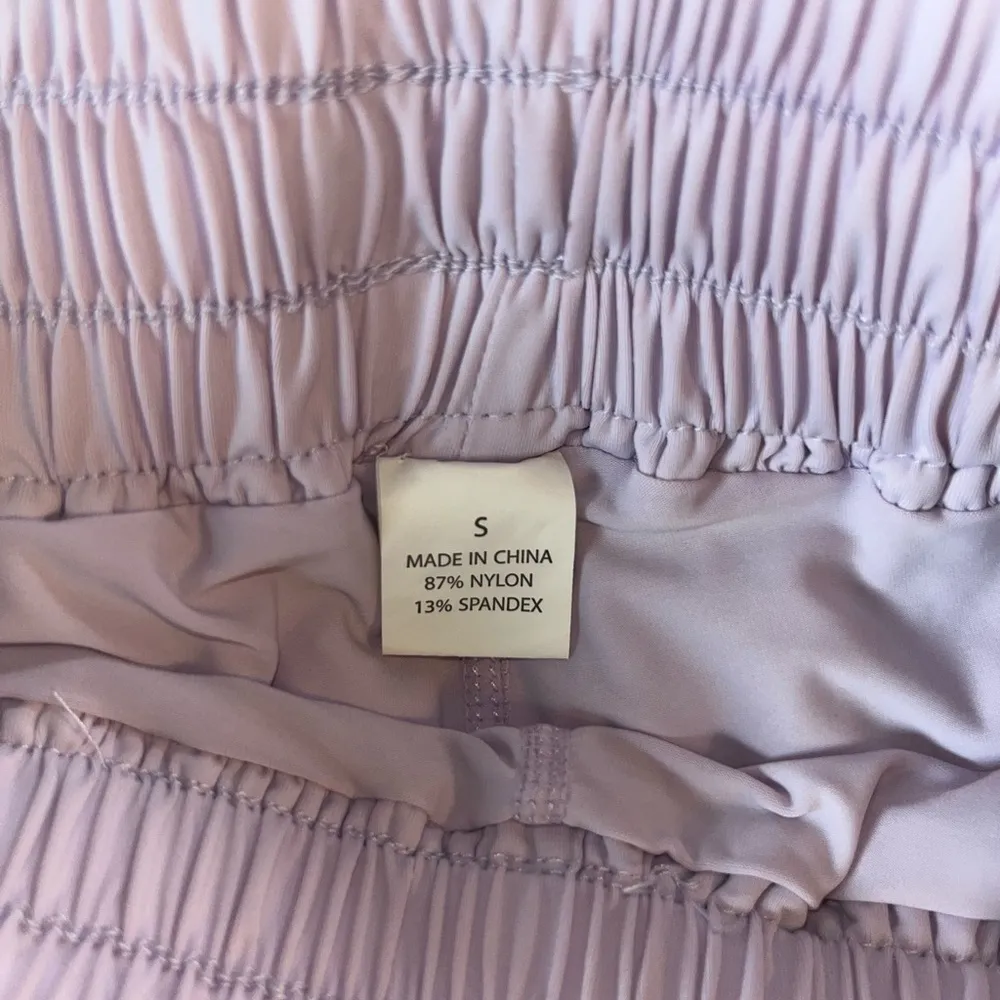 S
MADE IN CHINA
87% NYLON
13% SPANDEX